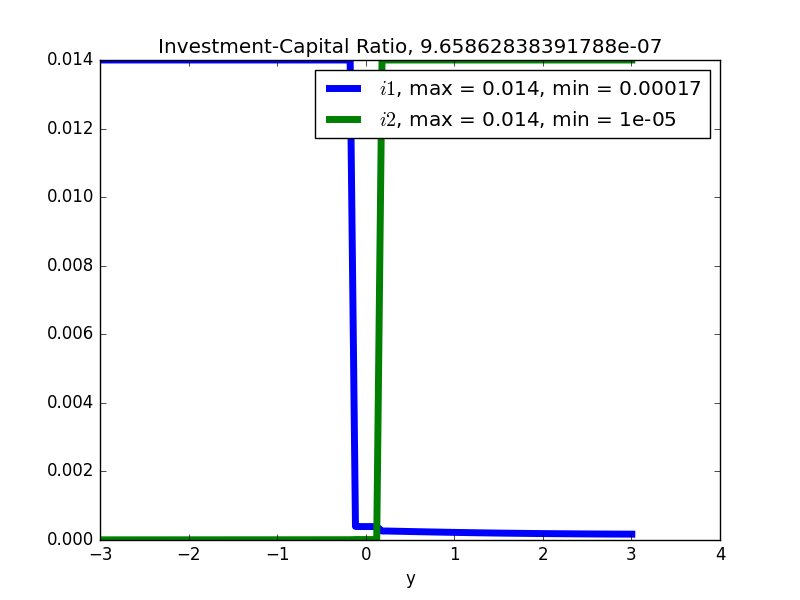 Investment-Capital Ratio, 9.65862838391788e-07
i1, max = 0.014, min = 0.00017
i2, max = 0.014, min = 1e-05
0.014
0.012
0.010
0.008
0.006
0.004
0.002
0.000
−3 −2 −1 0 1 2 3 4
y